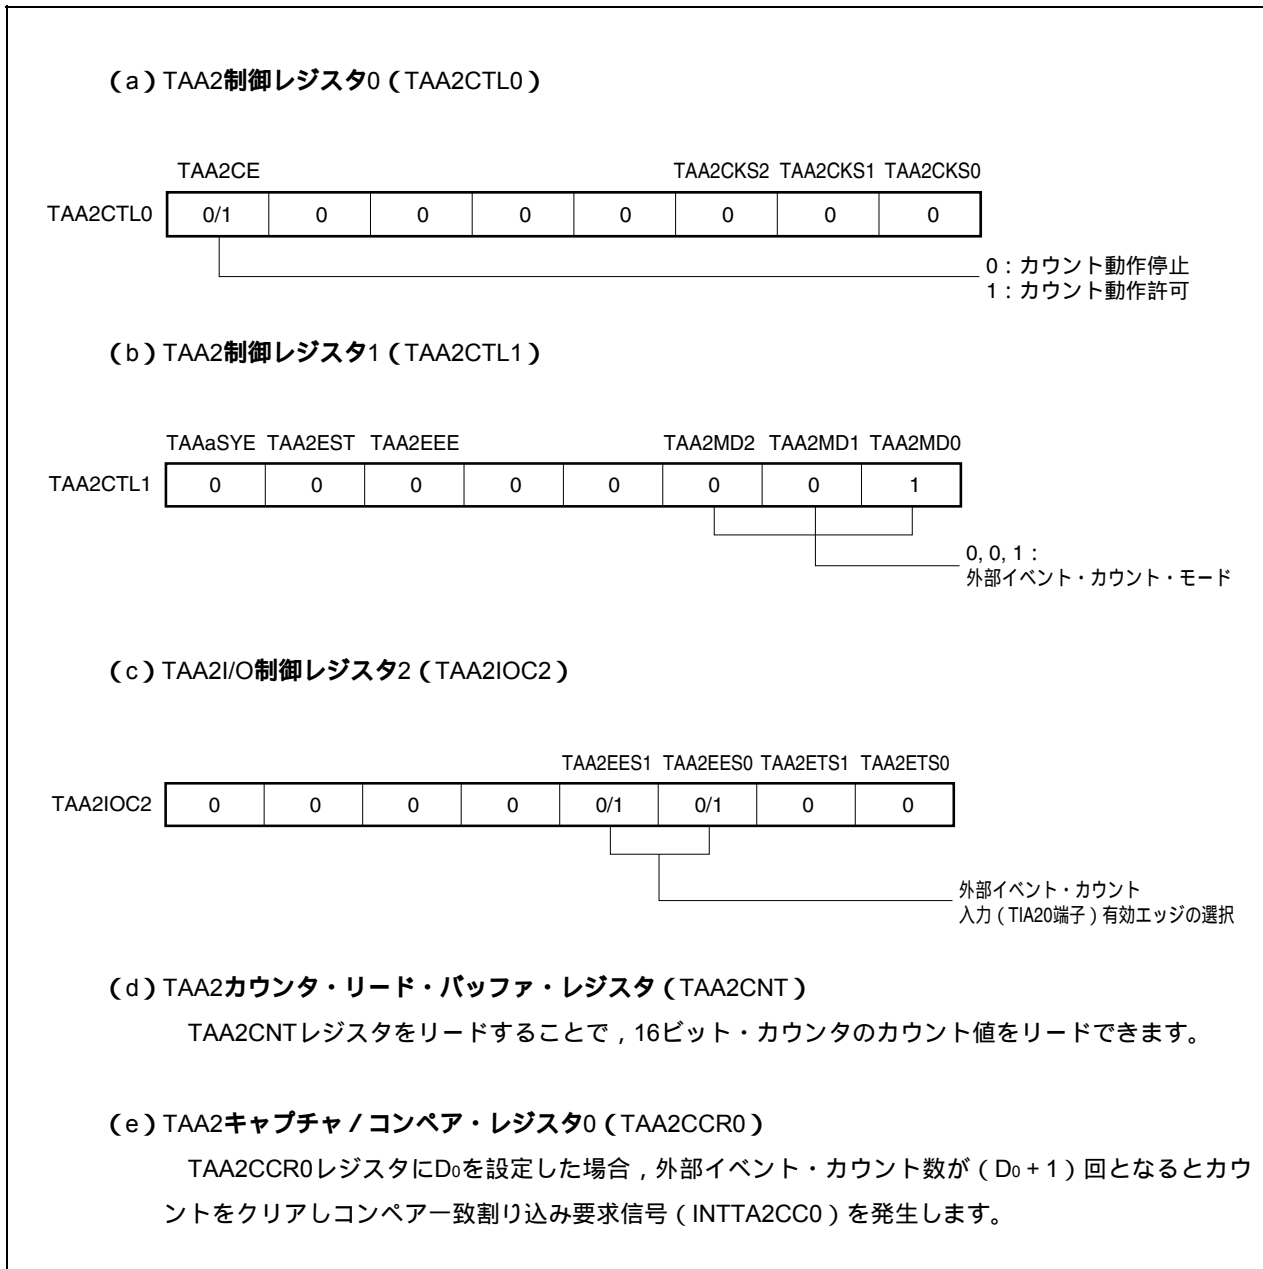 （a）TAA2制御レジスタ0（TAA2CTL0）
TAA2CE TAA2CKS2 TAA2CKS1 TAA2CKS0
TAA2CTL0 0/1 0 0 0 0 0 0 0
0：カウント動作停止
1：カウント動作許可
（b）TAA2制御レジスタ1（TAA2CTL1）
TAAaSYE TAA2EST TAA2EEE TAA2MD2 TAA2MD1 TAA2MD0
TAA2CTL1 0 0 0 0 0 0 0 1
0, 0, 1：
外部イベント・カウント・モード
（c）TAA2I/O制御レジスタ2（TAA2IOC2）
TAA2EES1 TAA2EES0 TAA2ETS1 TAA2ETS0
TAA2IOC2 0 0 0 0 0/1 0/1 0 0
外部イベント・カウント
入力（TIA20端子）有効エッジの選択
（d）TAA2カウンタ・リード・バッファ・レジスタ（TAA2CNT）
TAA2CNTレジスタをリードすることで，16ビット・カウンタのカウント値をリードできます。
（e）TAA2キャプチャ／コンペア・レジスタ0（TAA2CCR0）
TAA2CCR0レジスタにD0を設定した場合，外部イベント・カウント数が（D0＋1）回となるとカウ
ントをクリアしコンペア一致割り込み要求信号（INTTA2CC0）を発生します。